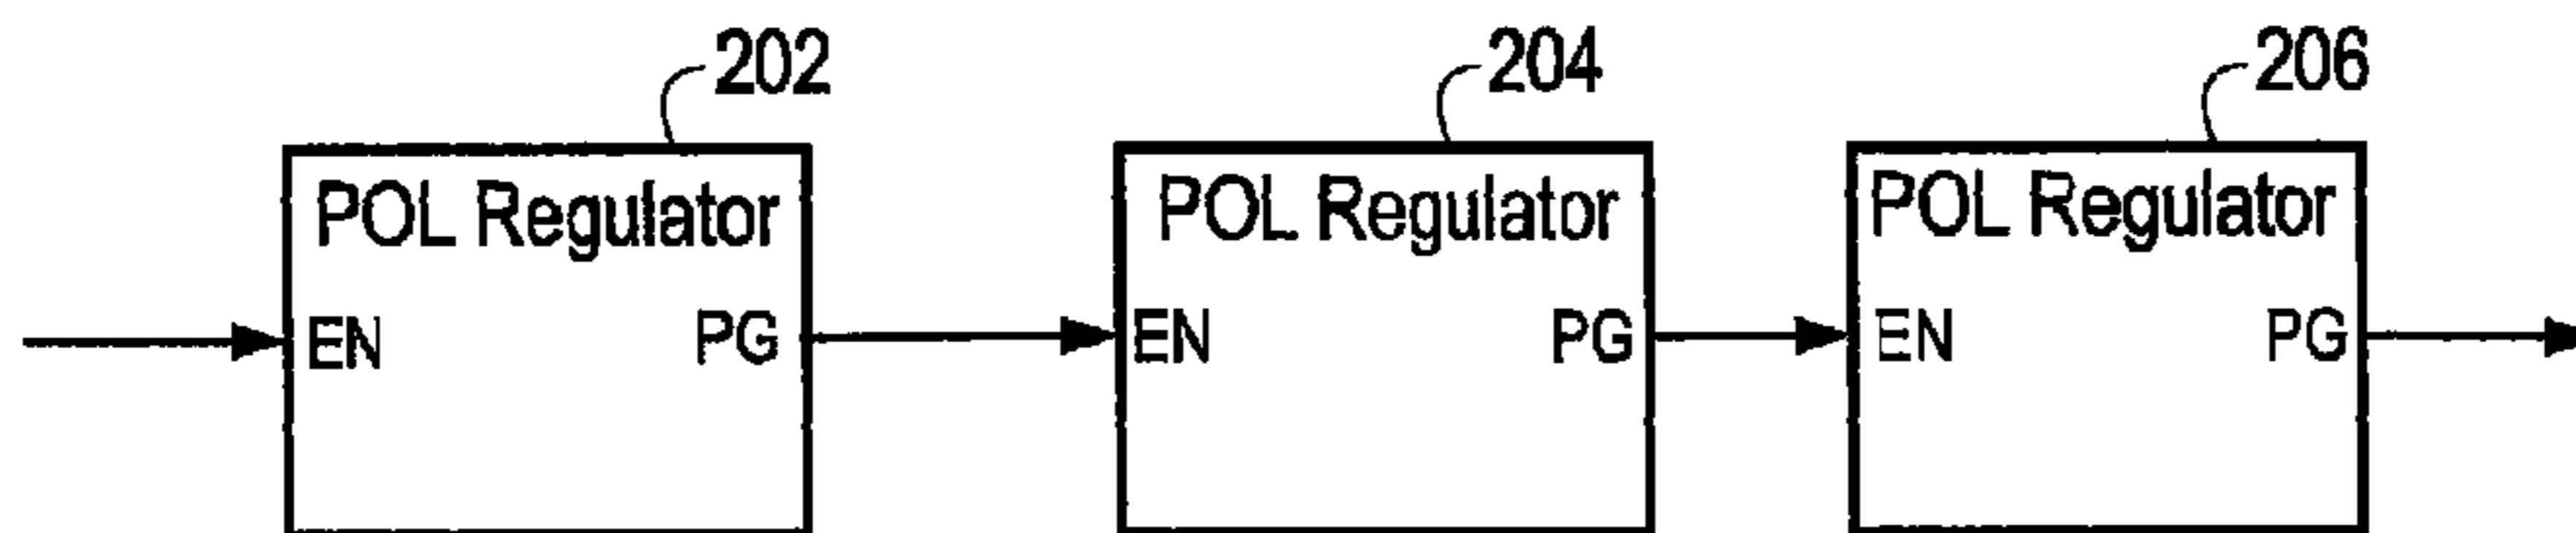 202
204
206
POL Regulator
POL Regulator
POL Regulator
EN
PG
EN
PG
EN
PG